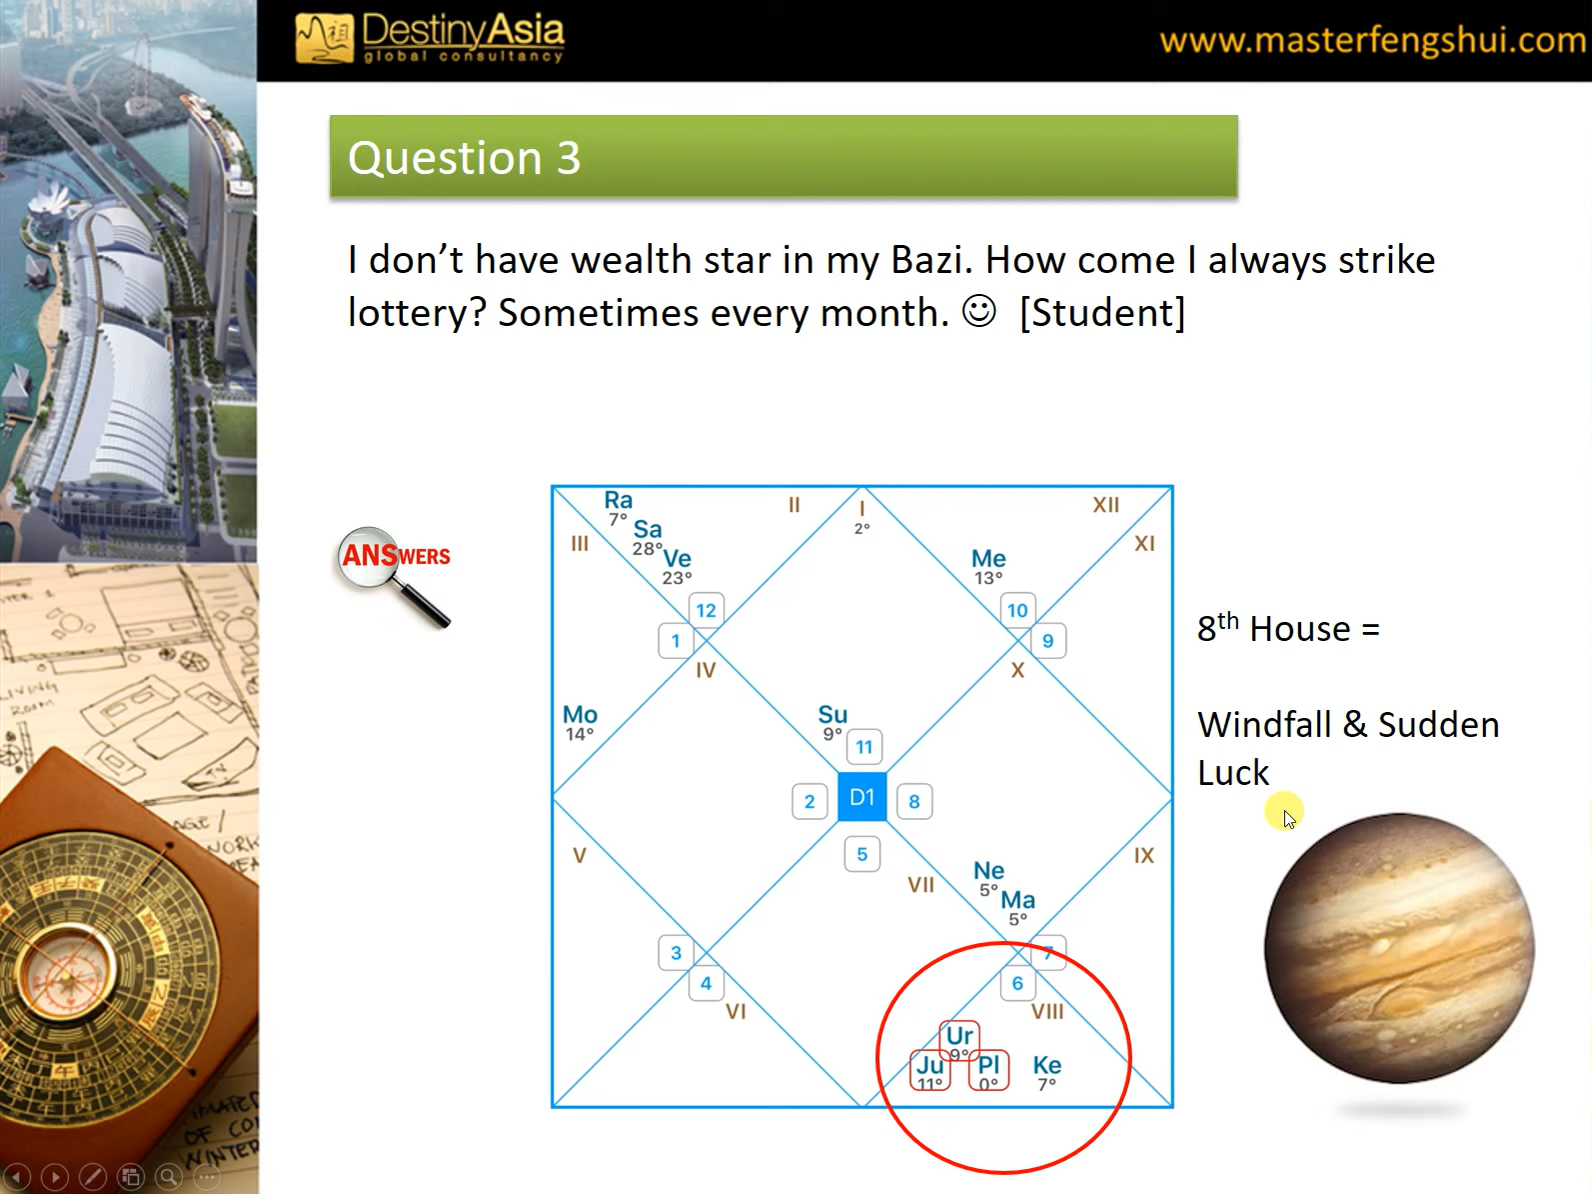 DestinyAsia
global consultancy
www.masterfengshui.com
Question 3
I don’t have wealth star in my Bazi. How come I always strike
lottery? Sometimes every month. ☺ [Student]
ANSWERS
Ra
7°
Sa
28°
Ve
23°
II
I
2°
XII
III
XI
Me
13°
12
1
10
9
IV
X
Mo
14°
Su
9°
11
2
D1
8
5
V
VII
IX
Ne
5°
Ma
5°
3
4
7
6
VI
VIII
Ur
9°
Ju
11°
Pl
0°
Ke
7°
8th House =
Windfall & Sudden
Luck
LIVING
ROOM